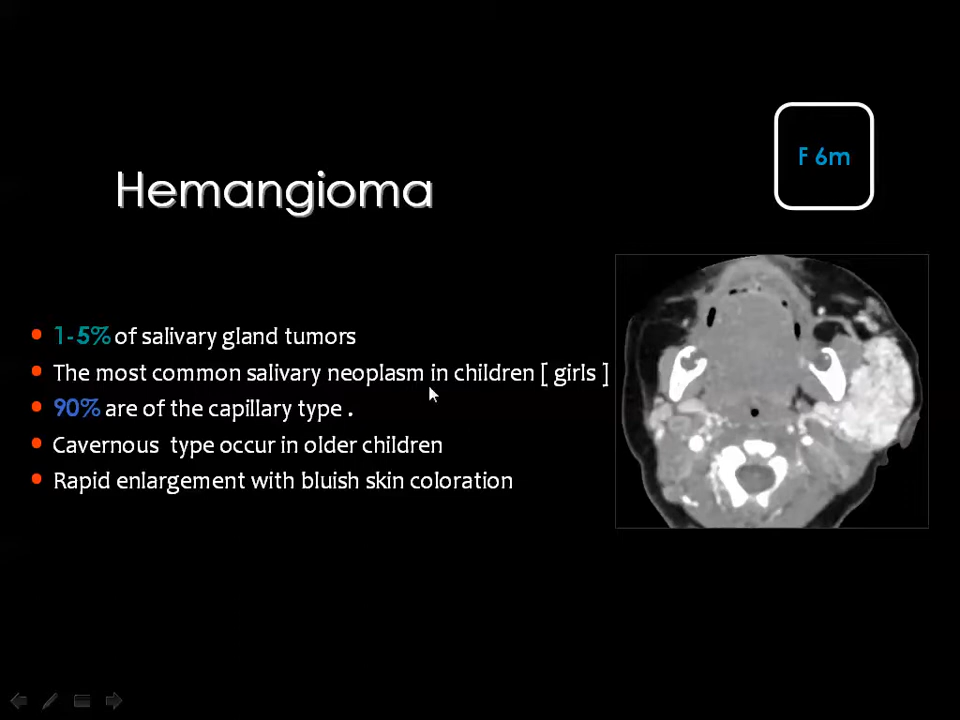 F 6m
Hemangioma
1-5% of salivary gland tumors
The most common salivary neoplasm in children [ girls ]
90% are of the capillary type .
Cavernous type occur in older children
Rapid enlargement with bluish skin coloration